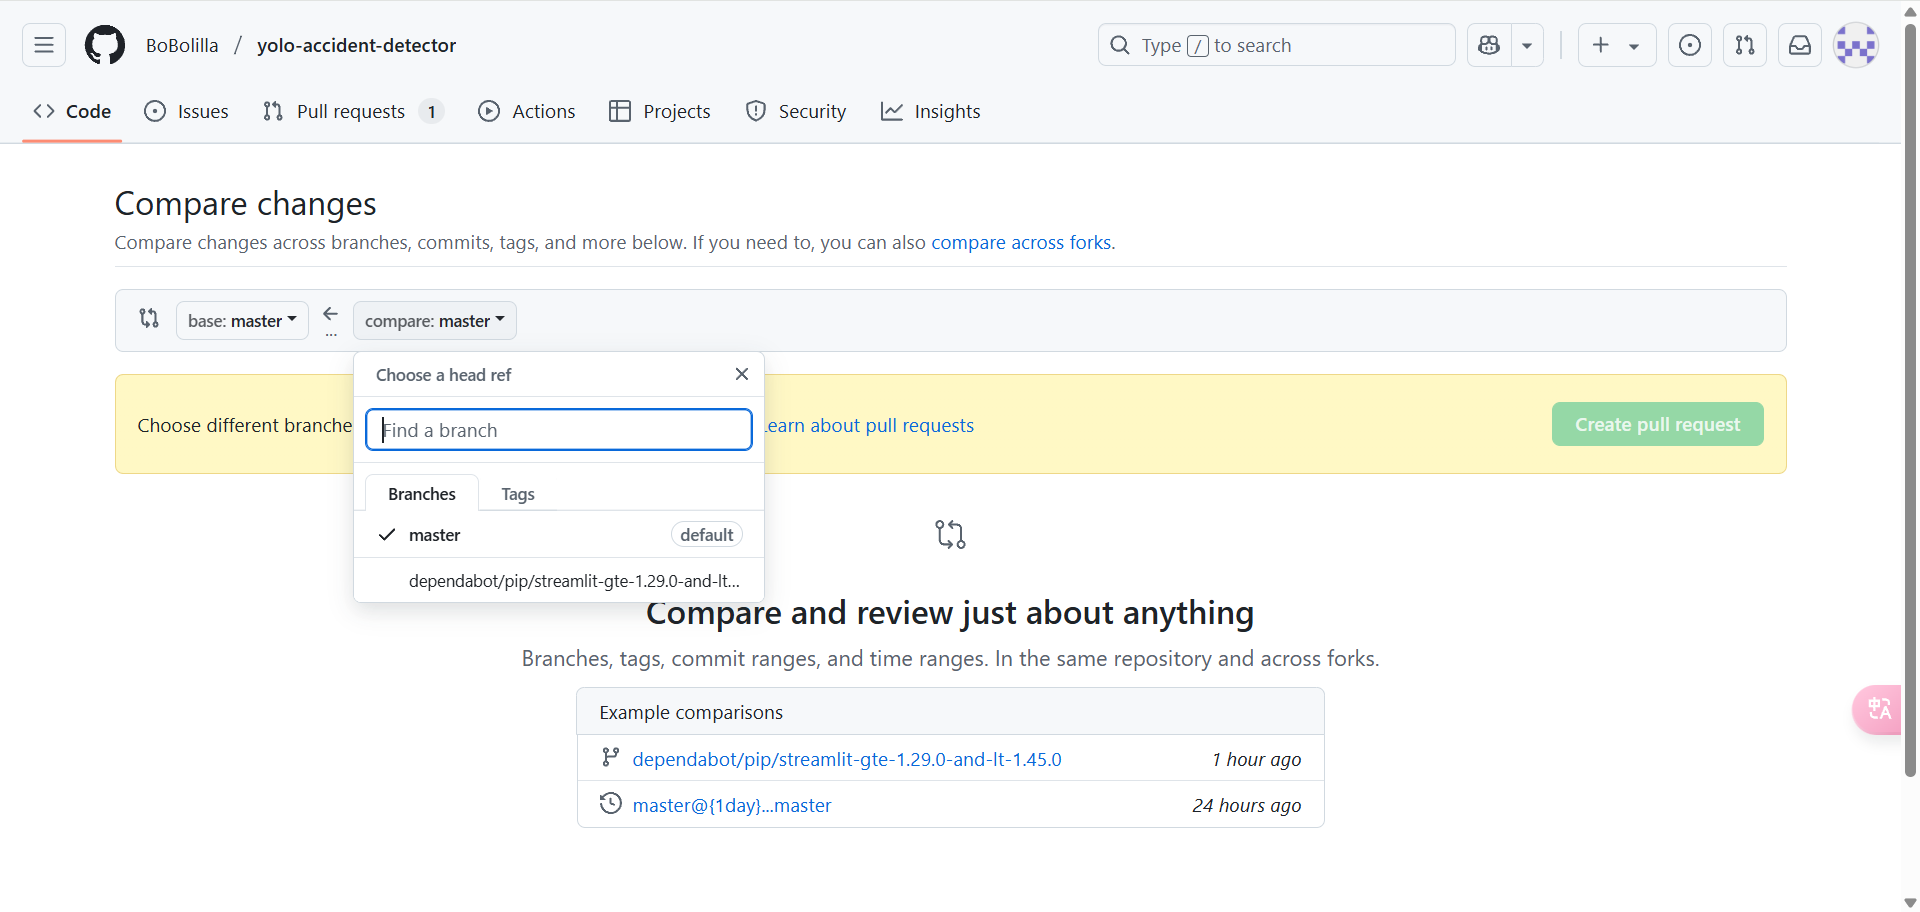 BoBolilla / yolo-accident-detector
Type / to search
Code
Issues
Pull requests 1
Actions
Projects
Security
Insights
Compare changes
Compare changes across branches, commits, tags, and more below. If you need to, you can also compare across forks.
base: master
...
compare: master
Choose a head ref
Choose different branche
Find a branch
earn about pull requests
Create pull request
Branches
Tags
master default
dependabot/pip/streamlit-gte-1.29.0-and-lt...
Compare and review just about anything
Branches, tags, commit ranges, and time ranges. In the same repository and across forks.
Example comparisons
dependabot/pip/streamlit-gte-1.29.0-and-lt-1.45.0 1 hour ago
master@{1day}...master 24 hours ago
中A